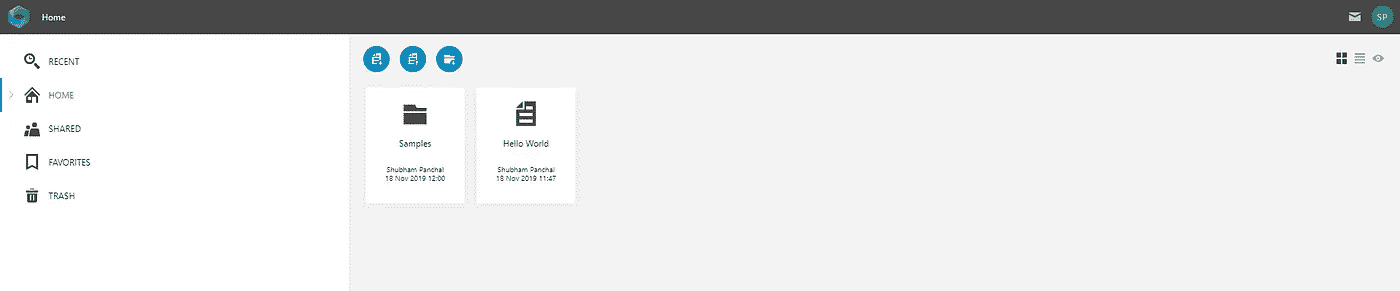 Home
SP
RECENT
HOME
SHARED
FAVORITES
TRASH
Samples
Shubham Panchal
18 Nov 2019 12:00
Hello World
Shubham Panchal
18 Nov 2019 11:47